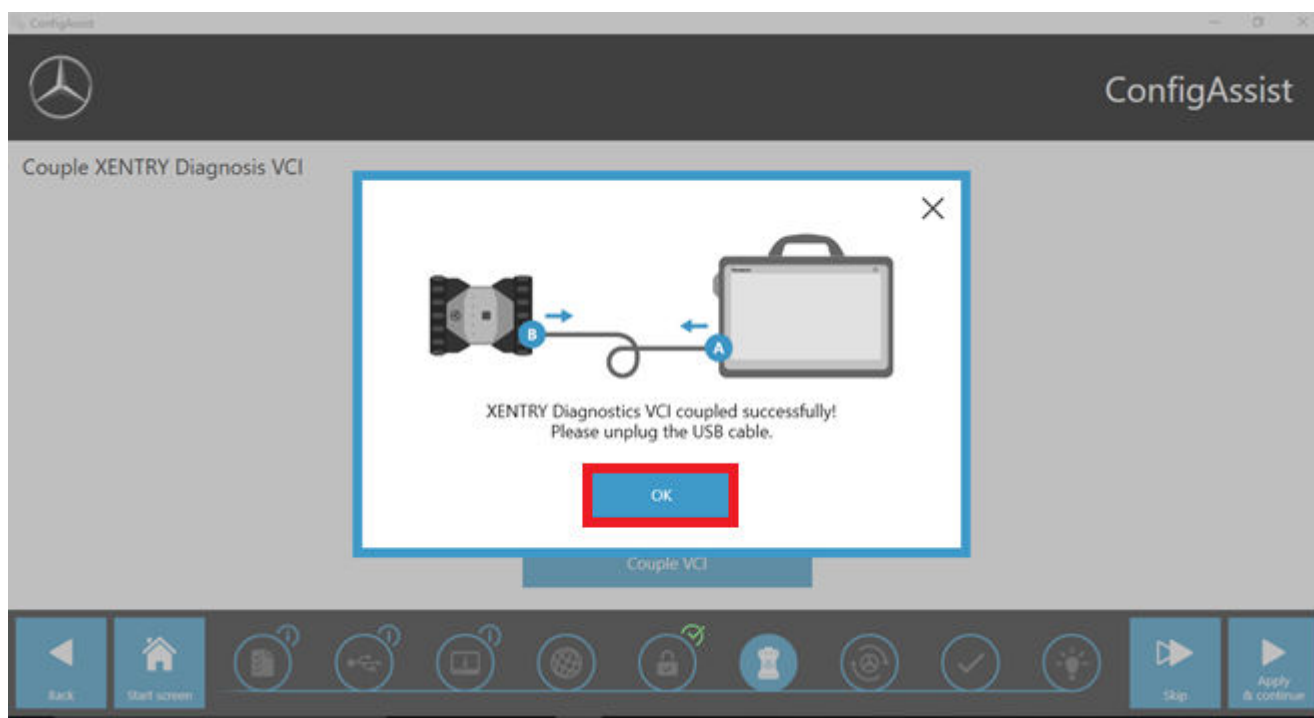 ConfigAssist
ConfigAssist
Couple XENTRY Diagnosis VCI
B
A
XENTRY Diagnostics VCI coupled successfully!
Please unplug the USB cable.
OK
Couple VCI
Back
Start screen
Skip
Apply
& continue